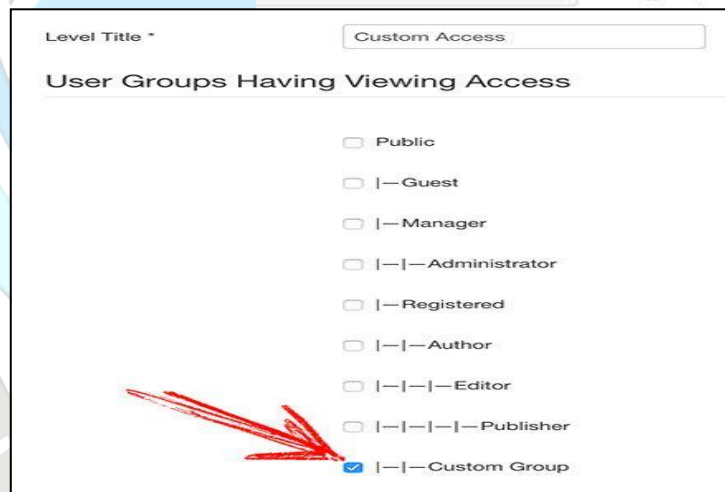 Level Title * Custom Access
User Groups Having Viewing Access
Public
|—Guest
|—Manager
|—|—Administrator
|—Registered
|—|—Author
|—|—|—Editor
|—|—|—|—Publisher
|—|—Custom Group